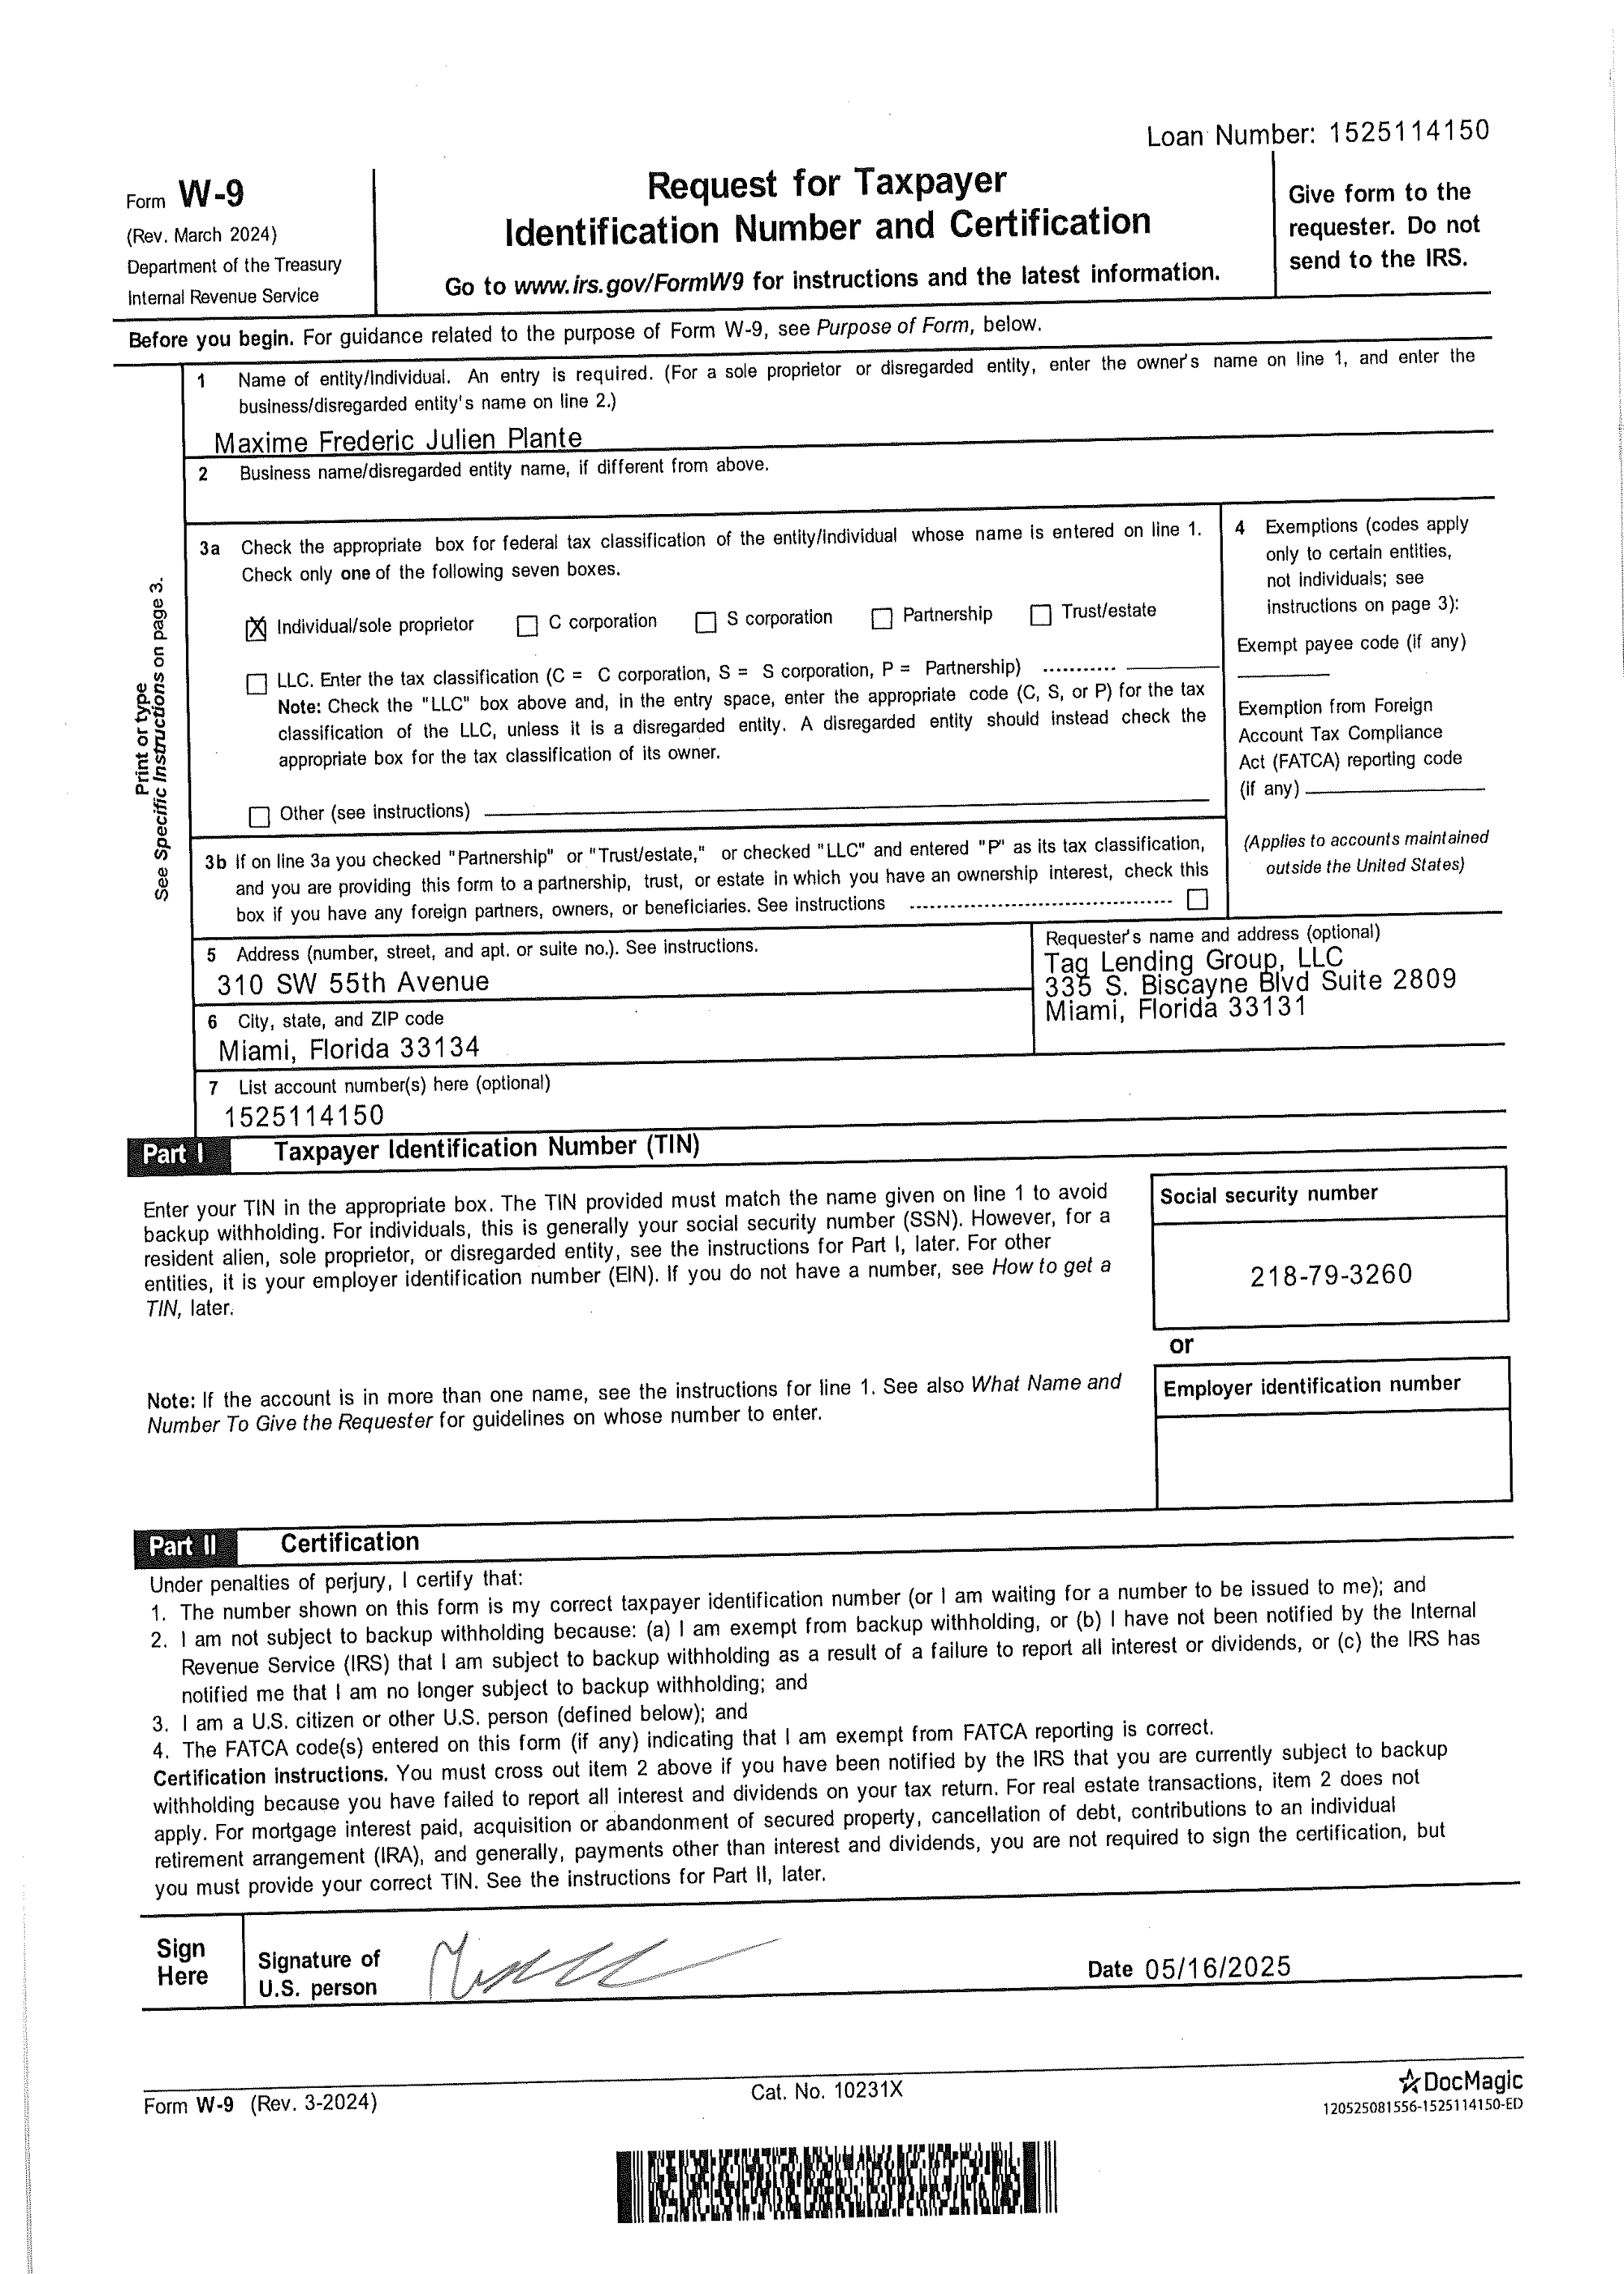 Loan Number: 1525114150
Form W-9
(Rev. March 2024)
Department of the Treasury
Internal Revenue Service
Request for Taxpayer
Identification Number and Certification
Go to www.irs.gov/FormW9 for instructions and the latest information.
Give form to the
requester. Do not
send to the IRS.
Before you begin. For guidance related to the purpose of Form W-9, see Purpose of Form, below.
Print or type
See Specific Instructions on page 3.
1 Name of entity/individual. An entry is required. (For a sole proprietor or disregarded entity, enter the owner's name on line 1, and enter the
business/disregarded entity's name on line 2.)
Maxime Frederic Julien Plante
2 Business name/disregarded entity name, if different from above.
3a Check the appropriate box for federal tax classification of the entity/individual whose name is entered on line 1.
Check only one of the following seven boxes.
X Individual/sole proprietor C corporation S corporation Partnership Trust/estate
LLC. Enter the tax classification (C = C corporation, S = S corporation, P = Partnership) ...........
Note: Check the "LLC" box above and, in the entry space, enter the appropriate code (C, S, or P) for the tax
classification of the LLC, unless it is a disregarded entity. A disregarded entity should instead check the
appropriate box for the tax classification of its owner.
Other (see instructions)
3b If on line 3a you checked "Partnership" or "Trust/estate," or checked "LLC" and entered "P" as its tax classification,
and you are providing this form to a partnership, trust, or estate in which you have an ownership interest, check this
box if you have any foreign partners, owners, or beneficiaries. See instructions ....................................
4 Exemptions (codes apply
only to certain entities,
not individuals; see
instructions on page 3):
Exempt payee code (if any)
Exemption from Foreign
Account Tax Compliance
Act (FATCA) reporting code
(if any)
(Applies to accounts maintained
outside the United States)
5 Address (number, street, and apt. or suite no.). See instructions.
310 SW 55th Avenue
6 City, state, and ZIP code
Miami, Florida 33134
Requester's name and address (optional)
Tag Lending Group, LLC
335 S. Biscayne Blvd Suite 2809
Miami, Florida 33131
7 List account number(s) here (optional)
1525114150
Part I Taxpayer Identification Number (TIN)
Enter your TIN in the appropriate box. The TIN provided must match the name given on line 1 to avoid
backup withholding. For individuals, this is generally your social security number (SSN). However, for a
resident alien, sole proprietor, or disregarded entity, see the instructions for Part I, later. For other
entities, it is your employer identification number (EIN). If you do not have a number, see How to get a
TIN, later.
Note: If the account is in more than one name, see the instructions for line 1. See also What Name and
Number To Give the Requester for guidelines on whose number to enter.
Social security number
218-79-3260
or
Employer identification number
Part II Certification
Under penalties of perjury, I certify that:
1. The number shown on this form is my correct taxpayer identification number (or I am waiting for a number to be issued to me); and
2. I am not subject to backup withholding because: (a) I am exempt from backup withholding, or (b) I have not been notified by the Internal
Revenue Service (IRS) that I am subject to backup withholding as a result of a failure to report all interest or dividends, or (c) the IRS has
notified me that I am no longer subject to backup withholding; and
3. I am a U.S. citizen or other U.S. person (defined below); and
4. The FATCA code(s) entered on this form (if any) indicating that I am exempt from FATCA reporting is correct.
Certification instructions. You must cross out item 2 above if you have been notified by the IRS that you are currently subject to backup
withholding because you have failed to report all interest and dividends on your tax return. For real estate transactions, item 2 does not
apply. For mortgage interest paid, acquisition or abandonment of secured property, cancellation of debt, contributions to an individual
retirement arrangement (IRA), and generally, payments other than interest and dividends, you are not required to sign the certification, but
you must provide your correct TIN. See the instructions for Part II, later.
Sign
Here
Signature of
U.S. person
Date 05/16/2025
Form W-9 (Rev. 3-2024)
Cat. No. 10231X
DocMagic
120525081556-1525114150-ED